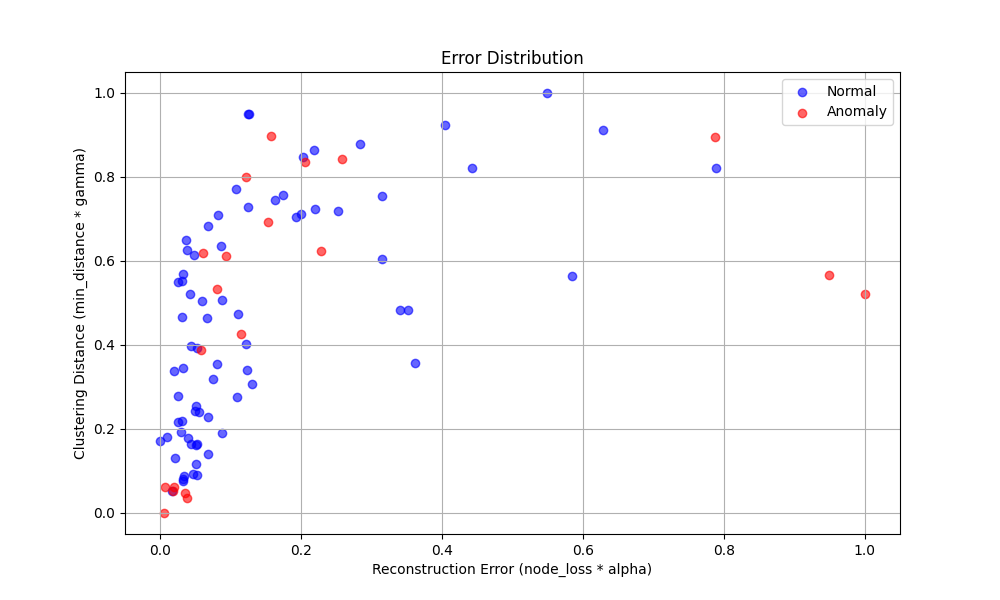 Error Distribution
Normal
Anomaly
Clustering Distance (min_distance * gamma)
1.0
0.8
0.6
0.4
0.2
0.0
0.0 0.2 0.4 0.6 0.8 1.0
Reconstruction Error (node_loss * alpha)